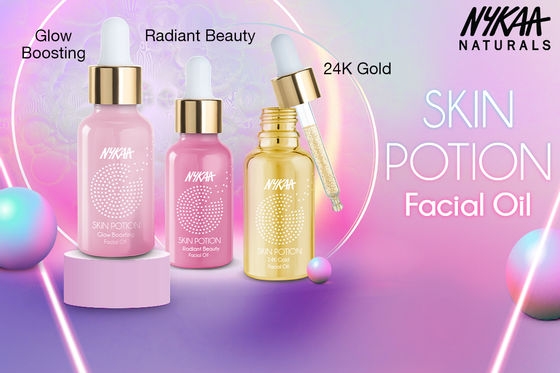 Glow
Boosting
Radiant Beauty
24K Gold
NYKAA
NATURALS
SKIN
POTION
Facial Oil
NYKAA
SKIN POTION
Glow Boosting
Facial Oil
NYKAA
SKIN POTION
Radiant Beauty
Facial Oil
NYKAA
SKIN POTION
24K Gold
Facial Oil